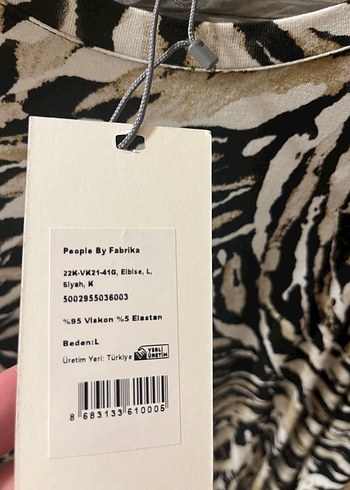 People By Fabrika
22K-VK21-41G, Elbise, L,
Siyah, K
5002955036003
%95 Viskon %5 Elastan
Beden:L
Üretim Yeri: Türkiye YERLİ ÜRETİM
8 683133 610005